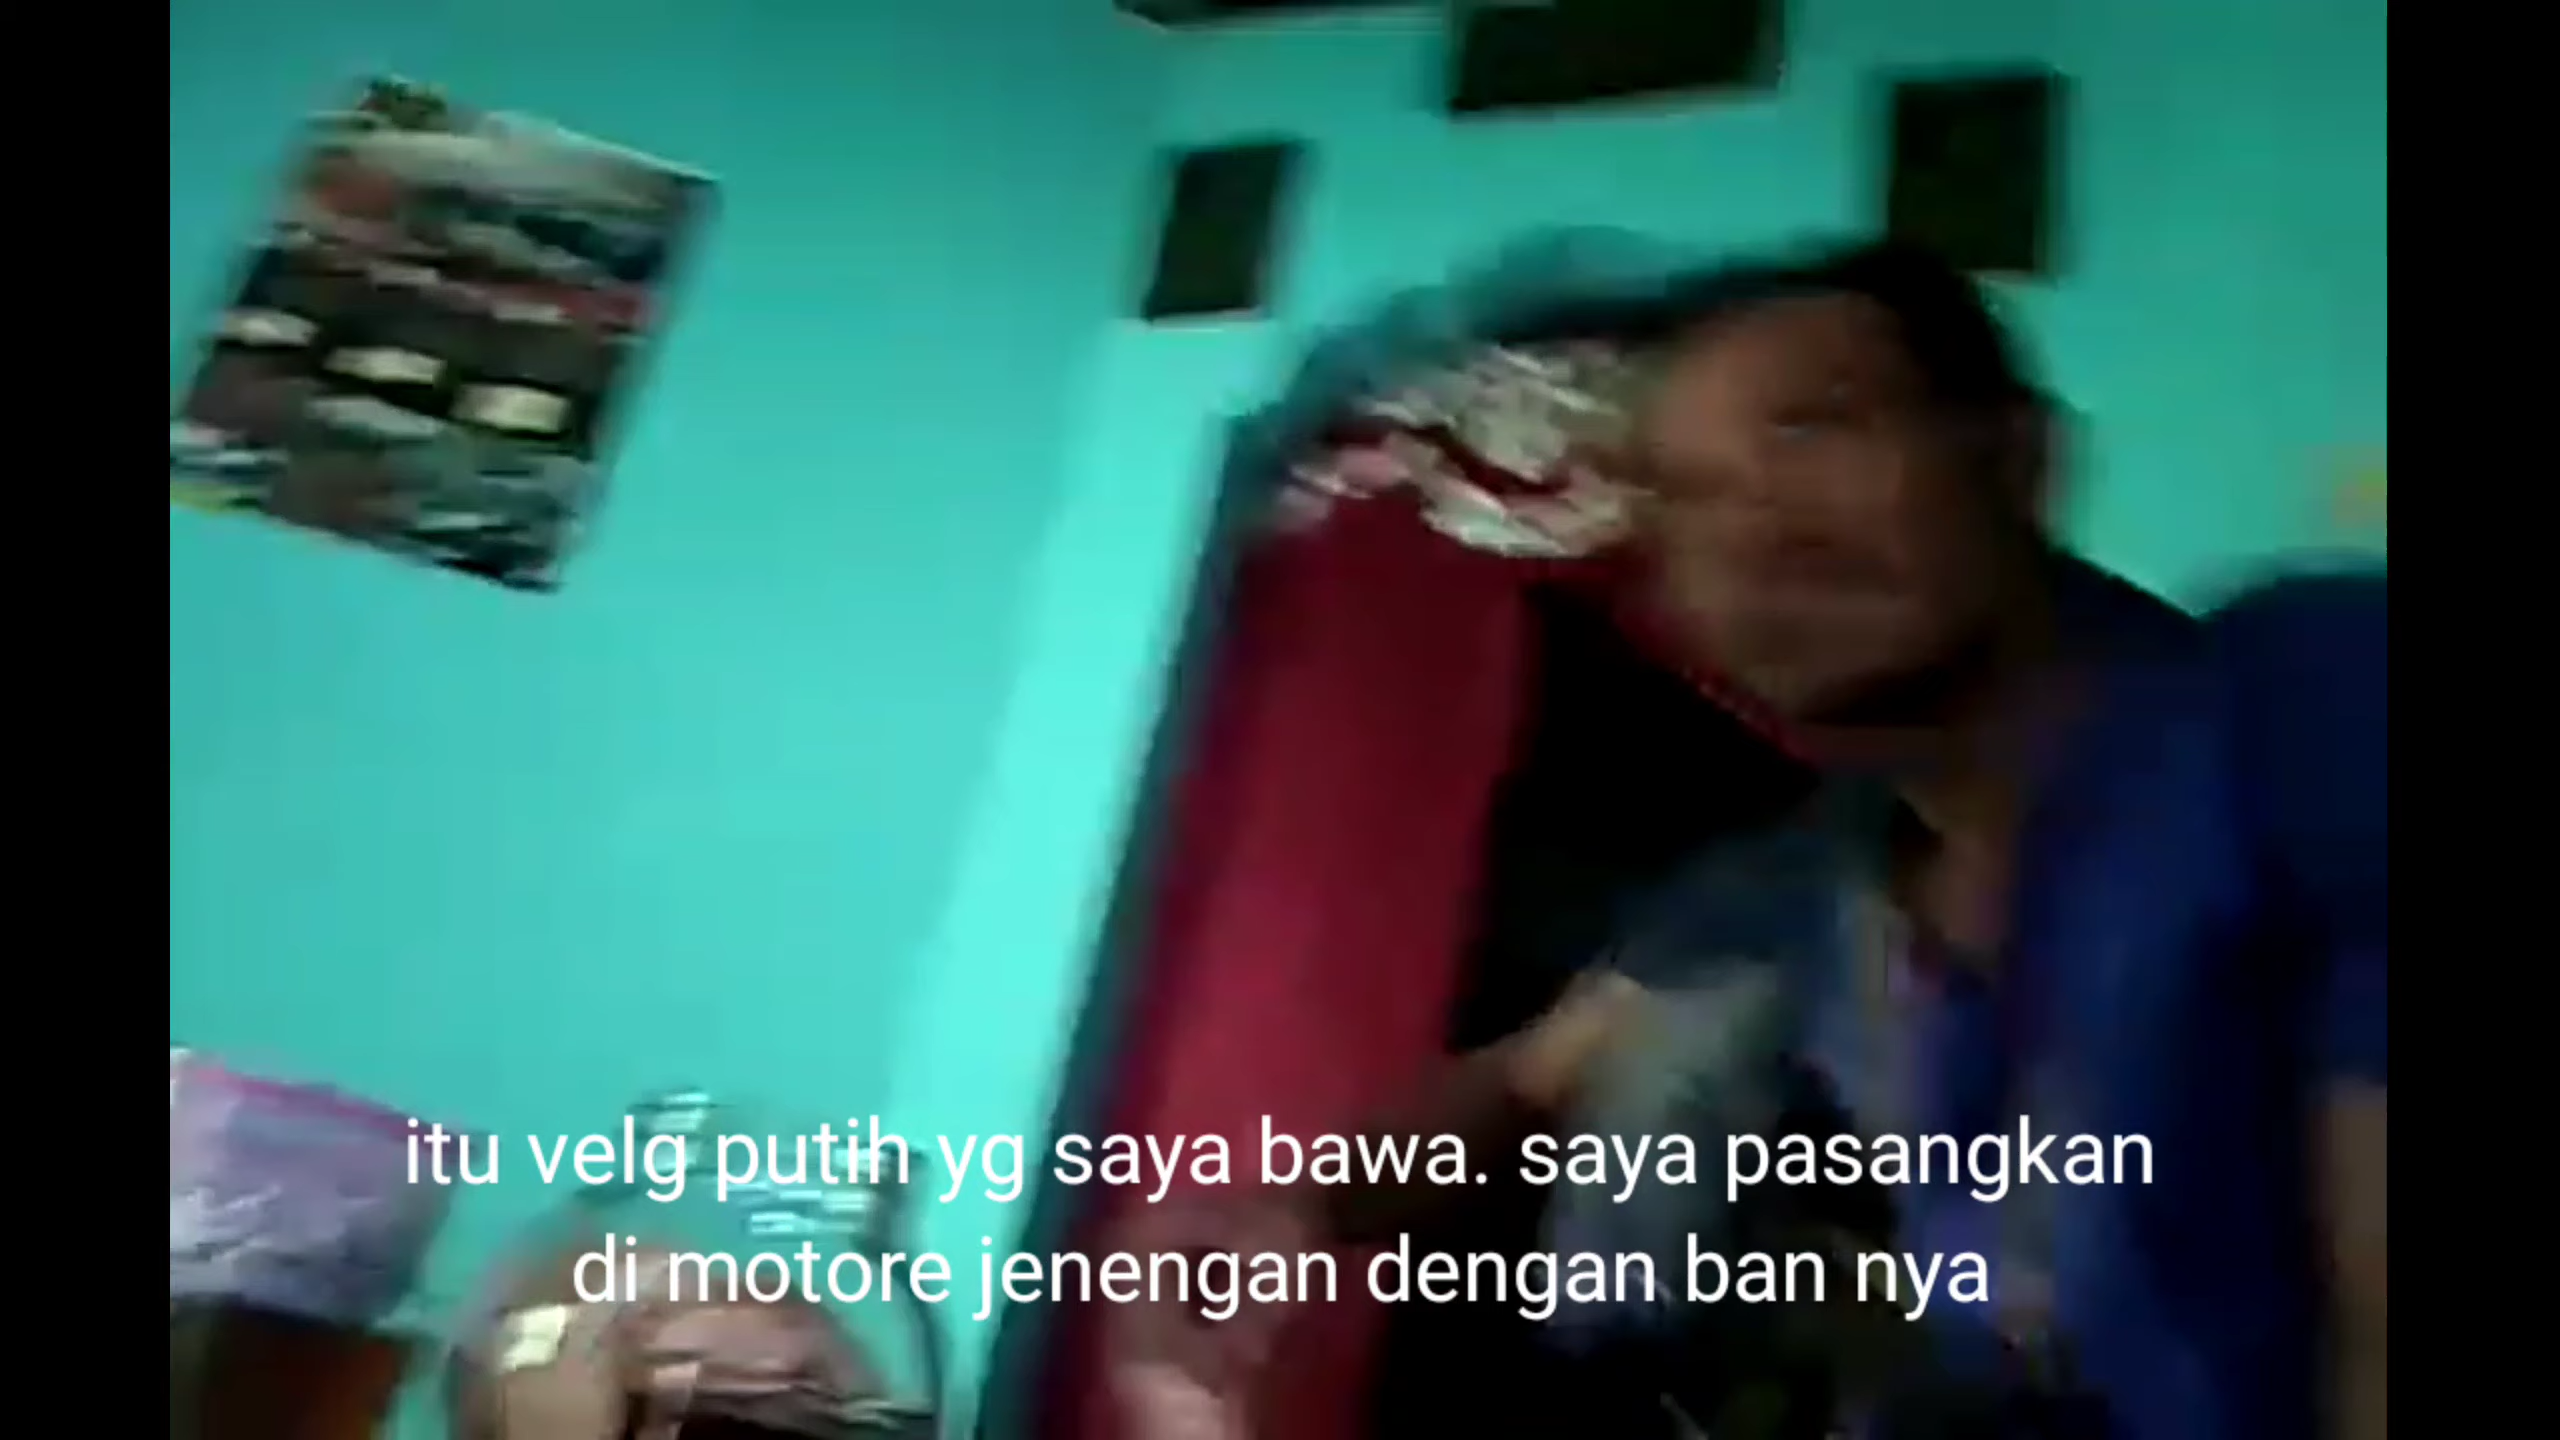 itu velg putih yg saya bawa. saya pasangkan
di motore jenengan dengan ban nya